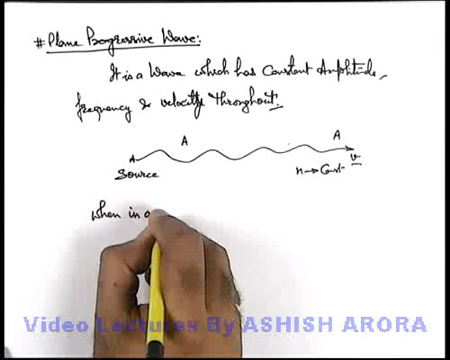 # Plane Progressive Wave:
It is a Wave which has Constant Amplitude,
frequency & velocity throughout.
A A
Source n→Const v
when in a
Video Lectures By ASHISH ARORA